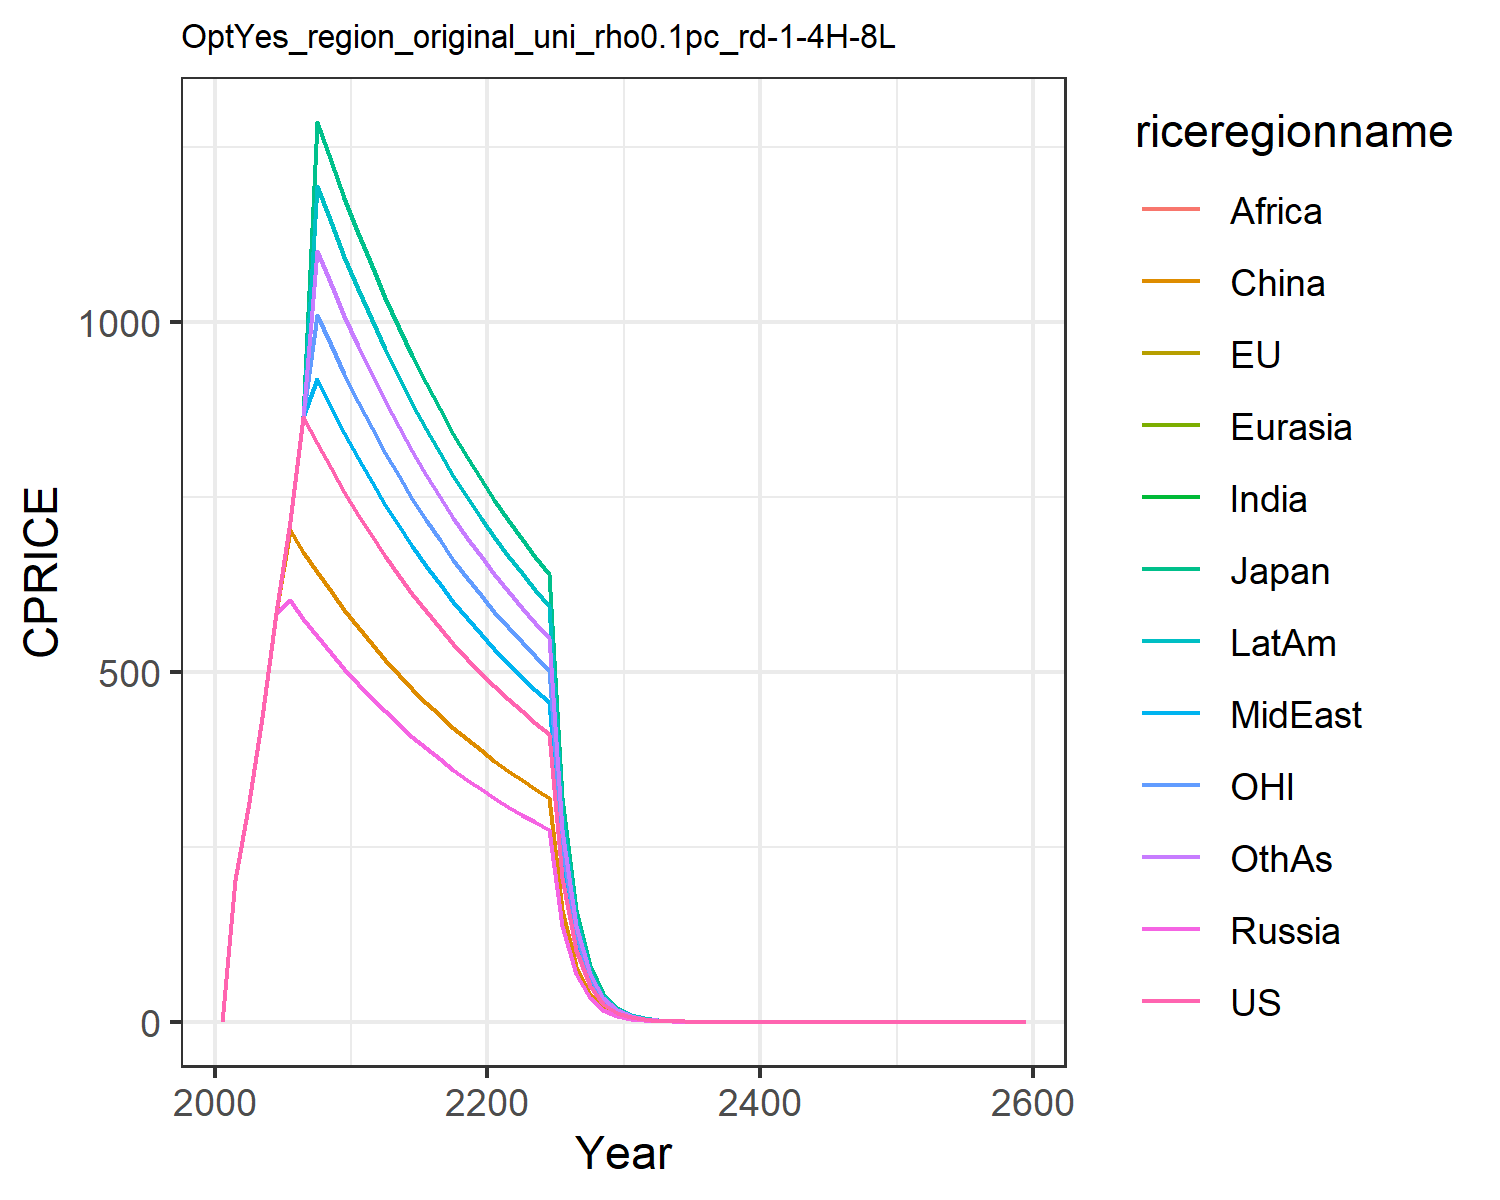 OptYes_region_original_uni_rho0.1pc_rd-1-4H-8L
CPRICE
1000
500
0
2000 2200 2400 2600
Year
riceregionname
Africa
China
EU
Eurasia
India
Japan
LatAm
MidEast
OHI
OthAs
Russia
US